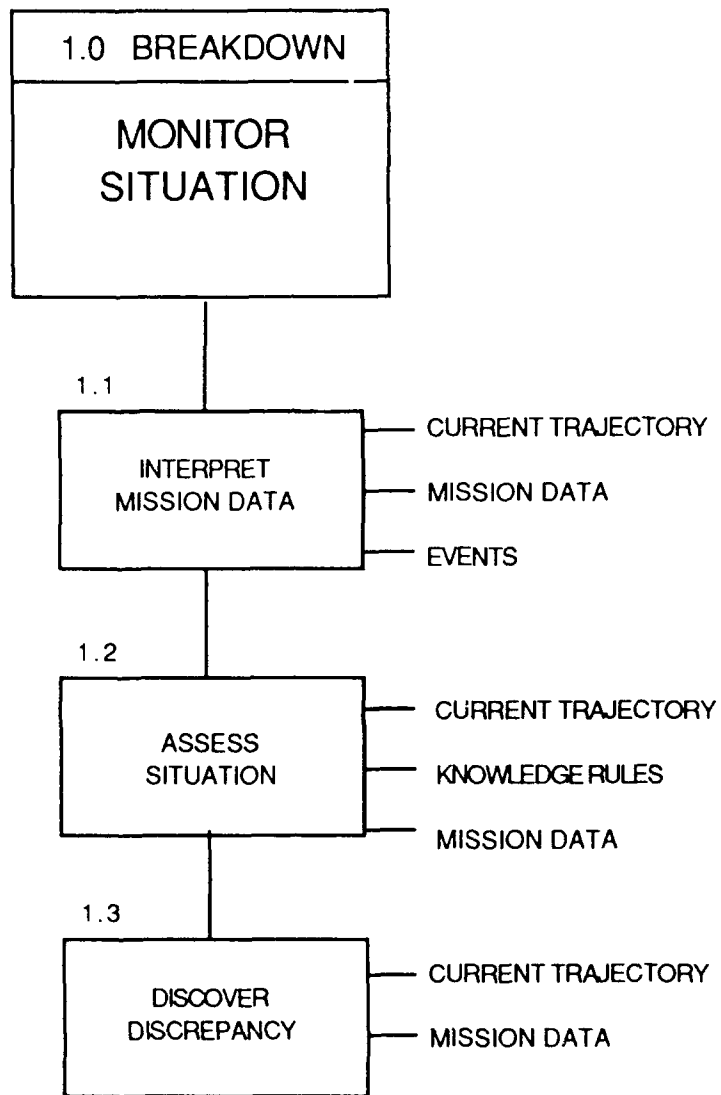 1.0 BREAKDOWN
MONITOR
SITUATION
1.1
INTERPRET
MISSION DATA
CURRENT TRAJECTORY
MISSION DATA
EVENTS
1.2
ASSESS
SITUATION
CURRENT TRAJECTORY
KNOWLEDGE RULES
MISSION DATA
1.3
DISCOVER
DISCREPANCY
CURRENT TRAJECTORY
MISSION DATA